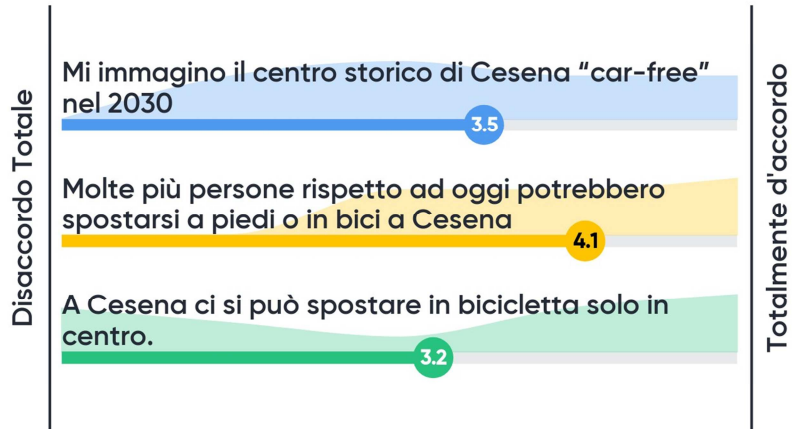 Disaccordo Totale
Mi immagino il centro storico di Cesena “car-free”
nel 2030
3.5
Molte più persone rispetto ad oggi potrebbero
spostarsi a piedi o in bici a Cesena
4.1
A Cesena ci si può spostare in bicicletta solo in
centro.
3.2
Totalmente d'accordo